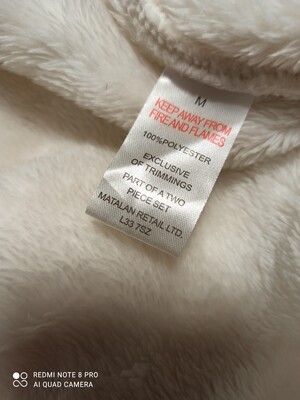 M
KEEP AWAY FROM
FIRE AND FLAMES
100%POLYESTER
EXCLUSIVE
OF TRIMMINGS
PART OF A TWO
PIECE SET
MATALAN RETAIL LTD.
L33 7SZ
REDMI NOTE 8 PRO
AI QUAD CAMERA